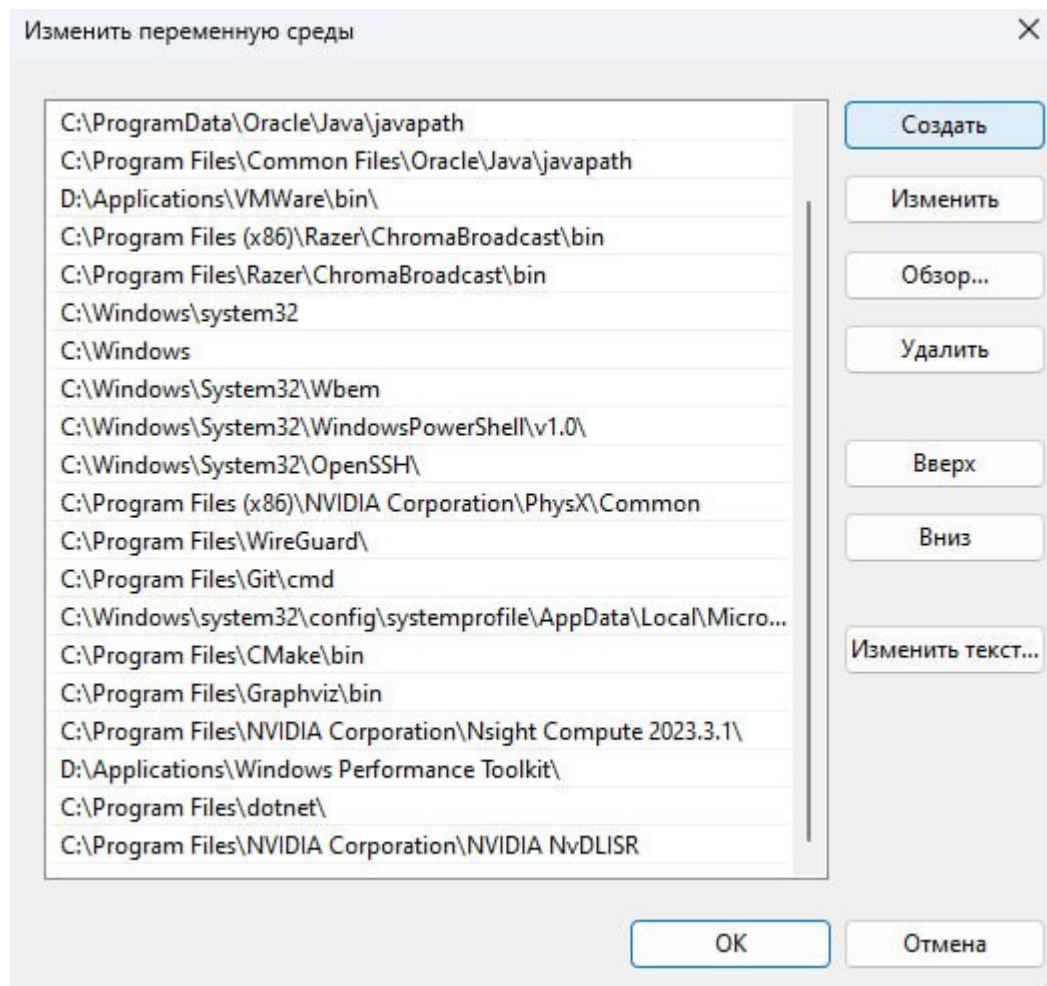 Изменить переменную среды
C:\ProgramData\Oracle\Java\javapath
C:\Program Files\Common Files\Oracle\Java\javapath
D:\Applications\VMWare\bin\
C:\Program Files (x86)\Razer\ChromaBroadcast\bin
C:\Program Files\Razer\ChromaBroadcast\bin
C:\Windows\system32
C:\Windows
C:\Windows\System32\Wbem
C:\Windows\System32\WindowsPowerShell\v1.0\
C:\Windows\System32\OpenSSH\
C:\Program Files (x86)\NVIDIA Corporation\PhysX\Common
C:\Program Files\WireGuard\
C:\Program Files\Git\cmd
C:\Windows\system32\config\systemprofile\AppData\Local\Micro...
C:\Program Files\CMake\bin
C:\Program Files\Graphviz\bin
C:\Program Files\NVIDIA Corporation\Nsight Compute 2023.3.1\
D:\Applications\Windows Performance Toolkit\
C:\Program Files\dotnet\
C:\Program Files\NVIDIA Corporation\NVIDIA NvDLISR
Создать
Изменить
Обзор...
Удалить
Вверх
Вниз
Изменить текст...
OK
Отмена